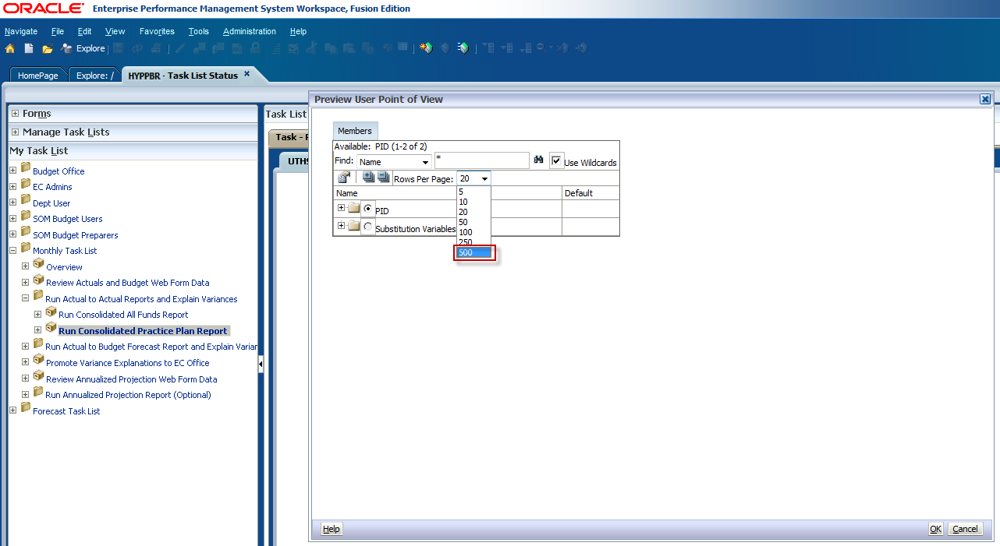 ORACLE Enterprise Performance Management System Workspace, Fusion Edition
Navigate File Edit View Favorites Tools Administration Help
Explore
HomePage Explore: / HYPPBR - Task List Status
Forms
Manage Task Lists
My Task List
Budget Office
EC Admins
Dept User
SOM Budget Users
SOM Budget Preparers
Monthly Task List
Overview
Review Actuals and Budget Web Form Data
Run Actual to Actual Reports and Explain Variances
Run Consolidated All Funds Report
Run Consolidated Practice Plan Report
Run Actual to Budget Forecast Report and Explain Varian
Promote Variance Explanations to EC Office
Review Annualized Projection Web Form Data
Run Annualized Projection Report (Optional)
Forecast Task List
Task List
Task -
UTHS
Preview User Point of View
Members
Available: PID (1-2 of 2)
Find: Name * Use Wildcards
Rows Per Page: 20
Name Default
PID
Substitution Variables
5
10
20
50
100
250
500
Help OK Cancel